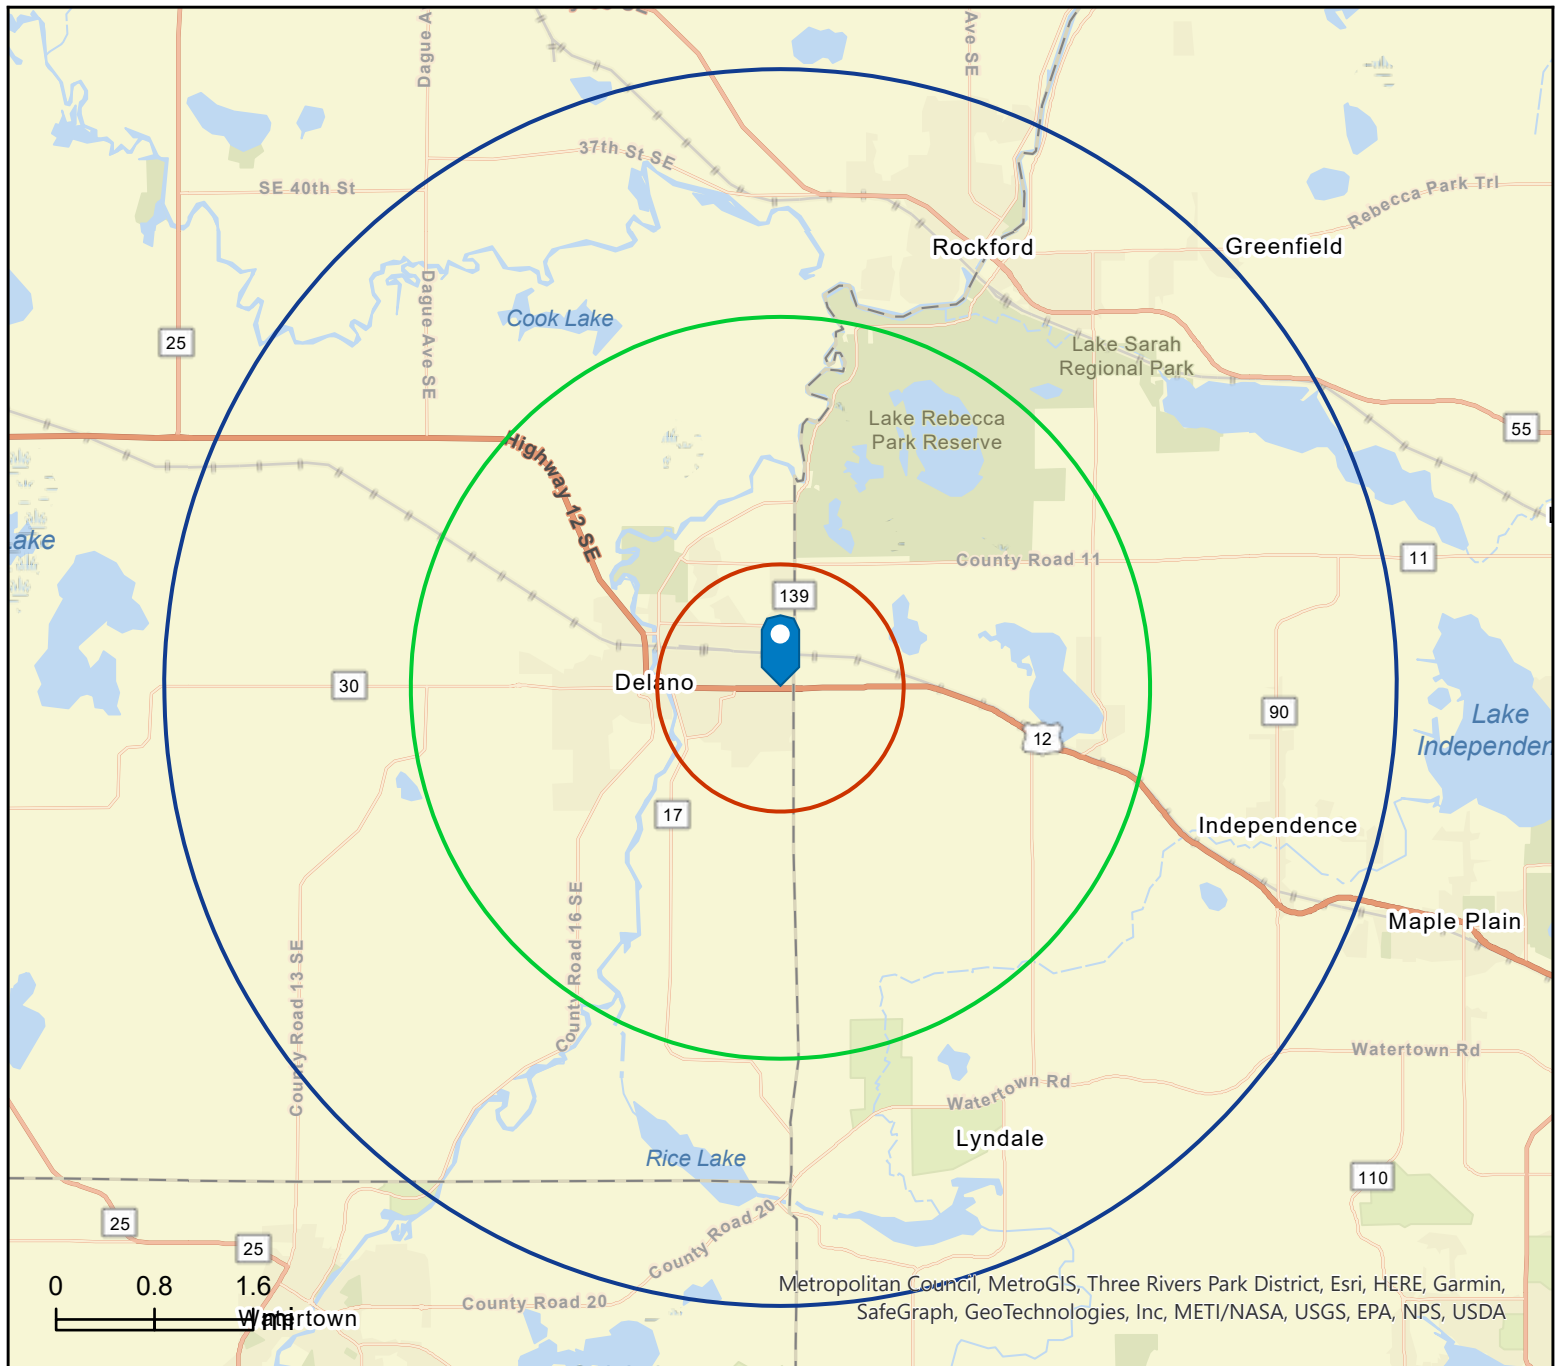 Dague A
Ave SE
37th St SE
SE 40th St
Rebecca Park Trl
Rockford
Greenfield
Dague Ave SE
Cook Lake
25
Lake Sarah
Regional Park
Lake Rebecca
Park Reserve
55
Highway 12 SE
ake
County Road 11
11
139
Delano
30
90
Lake
Independen
12
17
Independence
Maple Plain
County Road 16 SE
County Road 13 SE
Watertown Rd
Watertown Rd
Lyndale
Rice Lake
110
25
25
County Road 20
County Road 20
0 0.8 1.6
mi
Watertown
Metropolitan Council, MetroGIS, Three Rivers Park District, Esri, HERE, Garmin,
SafeGraph, GeoTechnologies, Inc, METI/NASA, USGS, EPA, NPS, USDA